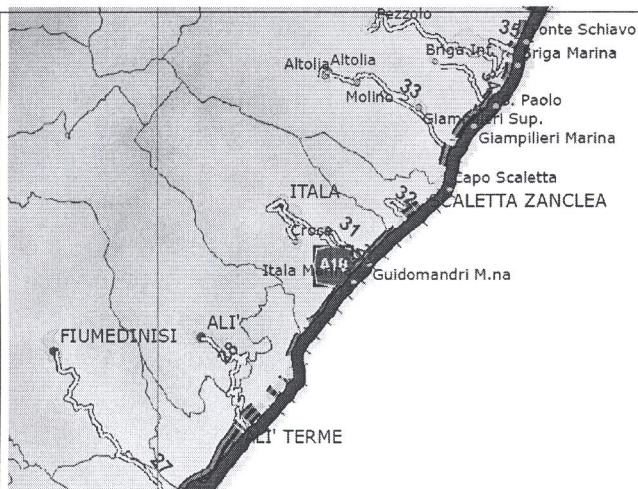 Pezzolo
35
Ponte Schiavo
Briga Inf.
Briga Marina
Altolia
Altolia
Molino
33
34
S. Paolo
Giampilieri Sup.
Giampilieri Marina
Capo Scaletta
ITALA
32
SCALETTA ZANCLEA
31
Croce
A18
Itala Marina
Guidomandri M.na
FIUMEDINISI
ALI'
28
ALI' TERME
27